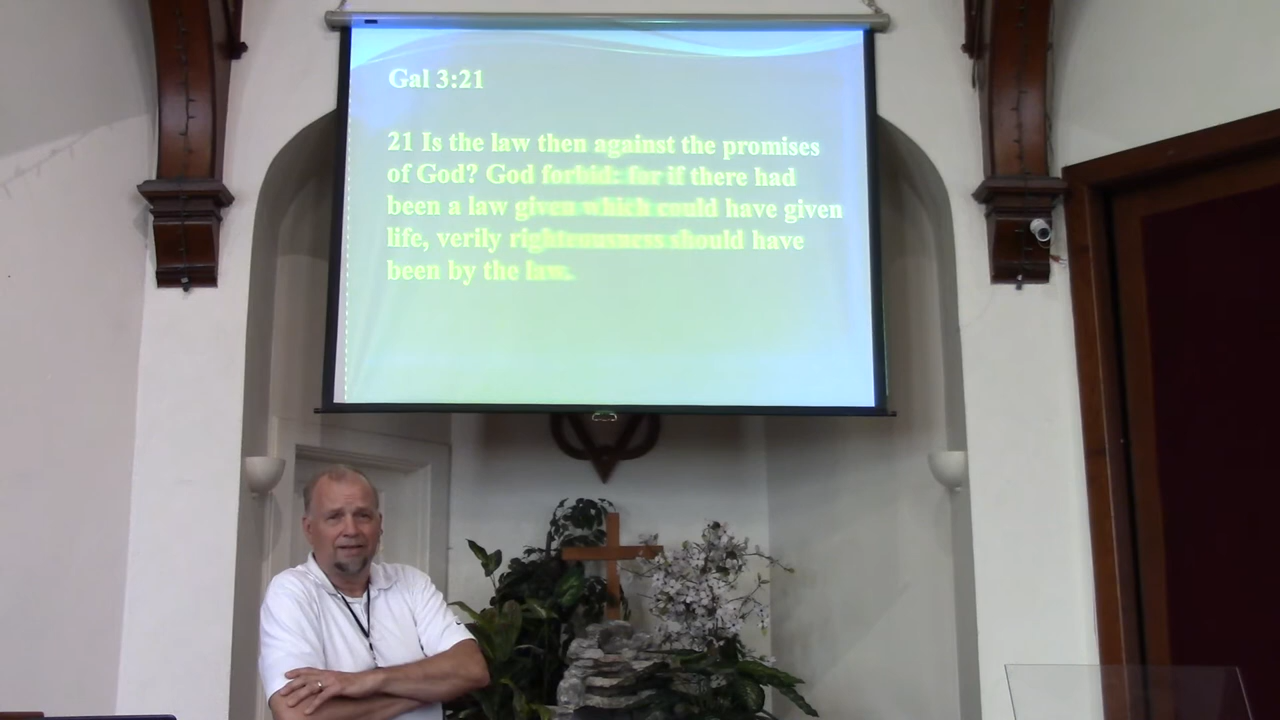 Gal 3:21
21 Is the law then against the promises
of God? God forbid: for if there had
been a law given which could have given
life, verily righteousness should have
been by the law.